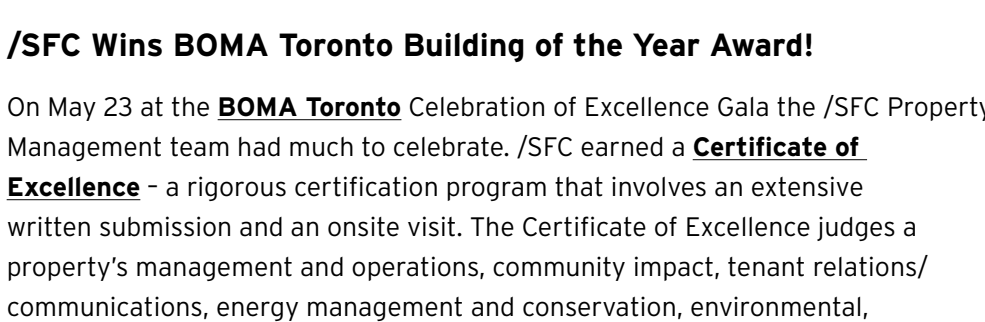 /SFC Wins BOMA Toronto Building of the Year Award!
On May 23 at the BOMA Toronto Celebration of Excellence Gala the /SFC Property
Management team had much to celebrate. /SFC earned a Certificate of
Excellence – a rigorous certification program that involves an extensive
written submission and an onsite visit. The Certificate of Excellence judges a
property’s management and operations, community impact, tenant relations/
communications, energy management and conservation, environmental,